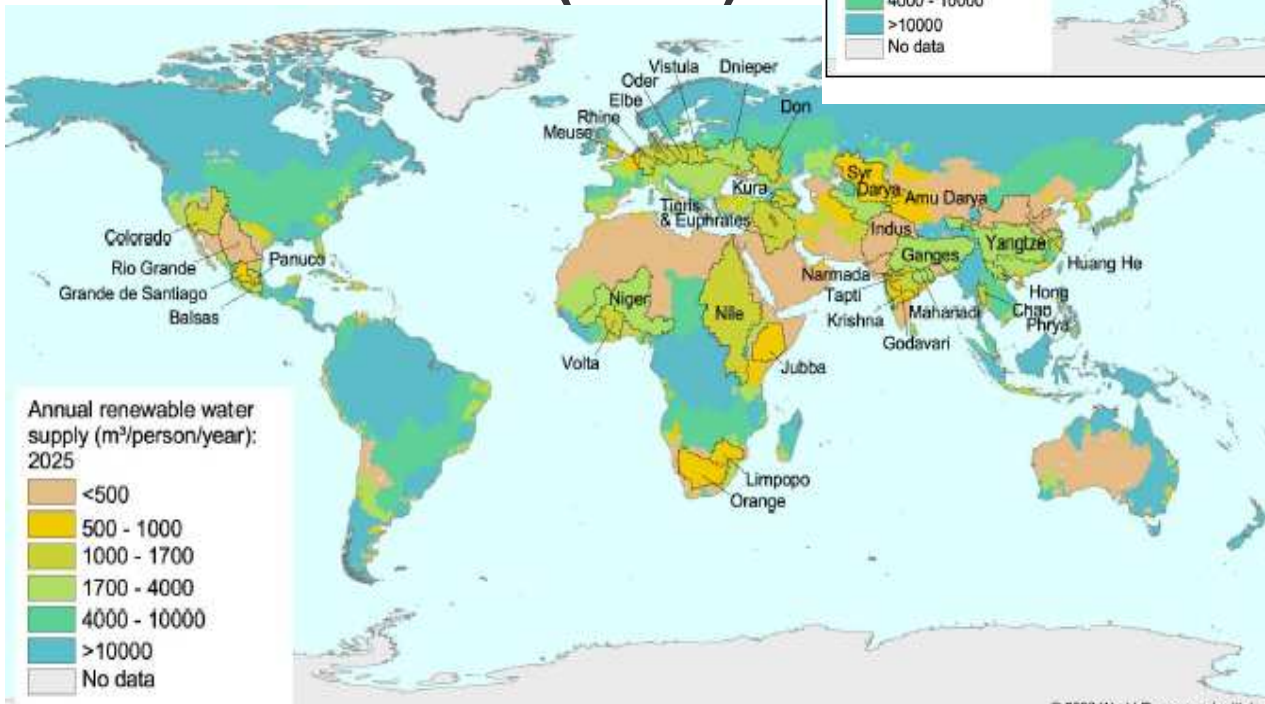 4000 - 10000
>10000
No data
Vistula
Dnieper
Oder
Elbe
Rhine
Meuse
Don
Kura
Tigris
& Euphrates
Syr
Darya
Amu Darya
Indus
Ganges
Yangtze
Huang He
Narmada
Tapti
Krishna
Mahanadi
Godavari
Hong
Chao
Phrya
Colorado
Rio Grande
Panuco
Grande de Santiago
Balsas
Niger
Nile
Volta
Jubba
Limpopo
Orange
Annual renewable water
supply (m³/person/year):
2025
<500
500 - 1000
1000 - 1700
1700 - 4000
4000 - 10000
>10000
No data